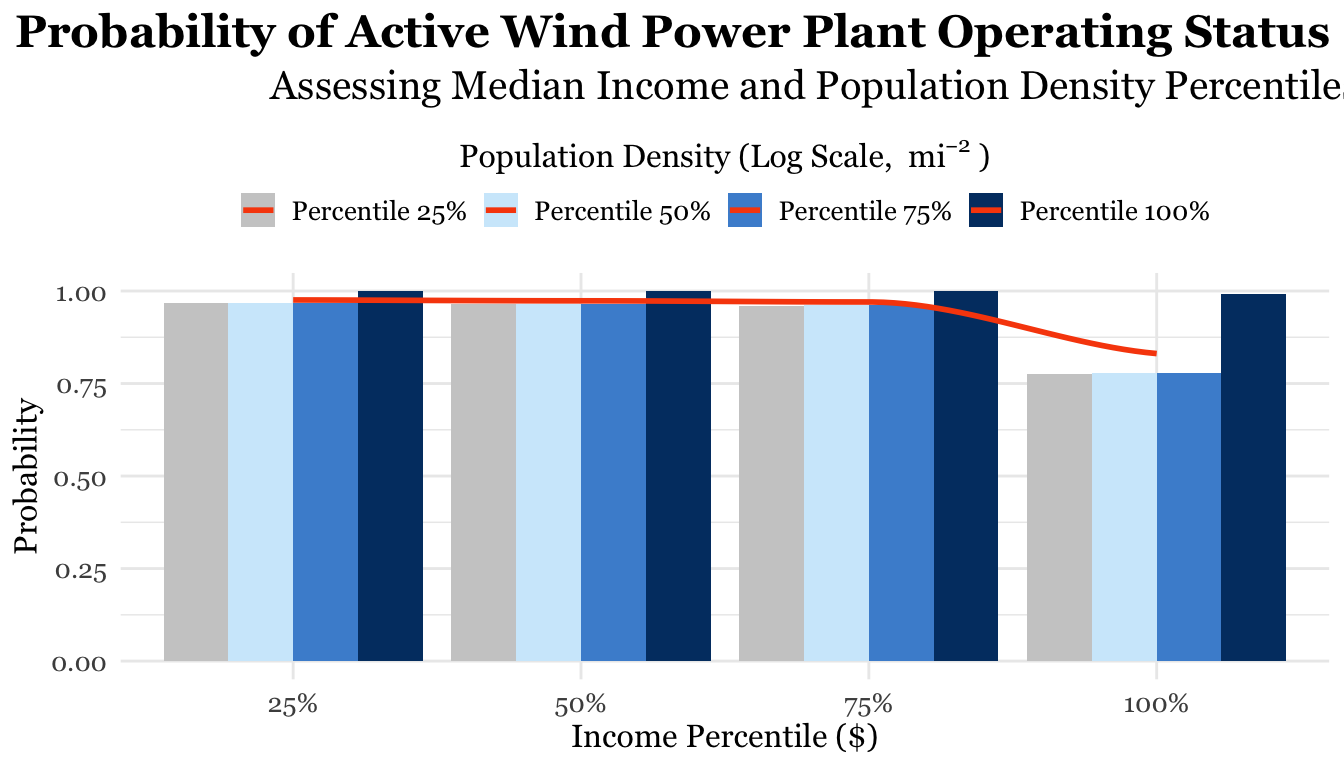 Probability of Active Wind Power Plant Operating Status
Assessing Median Income and Population Density Percentile
Population Density (Log Scale, mi⁻² )
Percentile 25% Percentile 50% Percentile 75% Percentile 100%
1.00
0.75
0.50
0.25
0.00
Probability
25% 50% 75% 100%
Income Percentile ($)